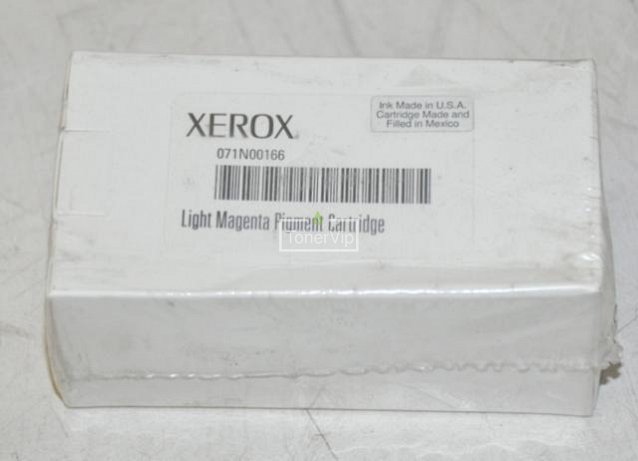 XEROX
Ink Made in U.S.A.
Cartridge Made and
Filled in Mexico
071N00166
Light Magenta Pigment Cartridge
TonerVip